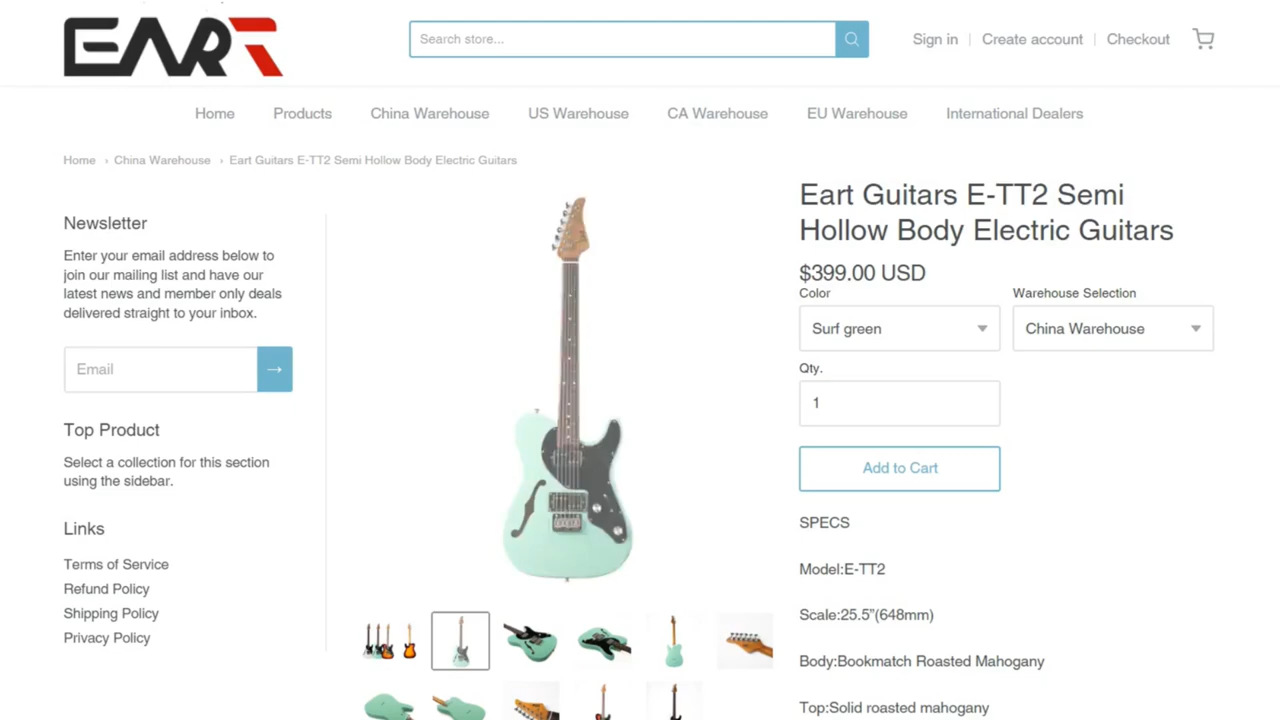 EART
Search store...
Sign in
Create account
Checkout
Home
Products
China Warehouse
US Warehouse
CA Warehouse
EU Warehouse
International Dealers
Home › China Warehouse › Eart Guitars E-TT2 Semi Hollow Body Electric Guitars
Newsletter
Enter your email address below to
join our mailing list and have our
latest news and member only deals
delivered straight to your inbox.
Email
→
Top Product
Select a collection for this section
using the sidebar.
Links
Terms of Service
Refund Policy
Shipping Policy
Privacy Policy
Eart Guitars E-TT2 Semi
Hollow Body Electric Guitars
$399.00 USD
Color
Warehouse Selection
Surf green
China Warehouse
Qty.
1
Add to Cart
SPECS
Model:E-TT2
Scale:25.5”(648mm)
Body:Bookmatch Roasted Mahogany
Top:Solid roasted mahogany